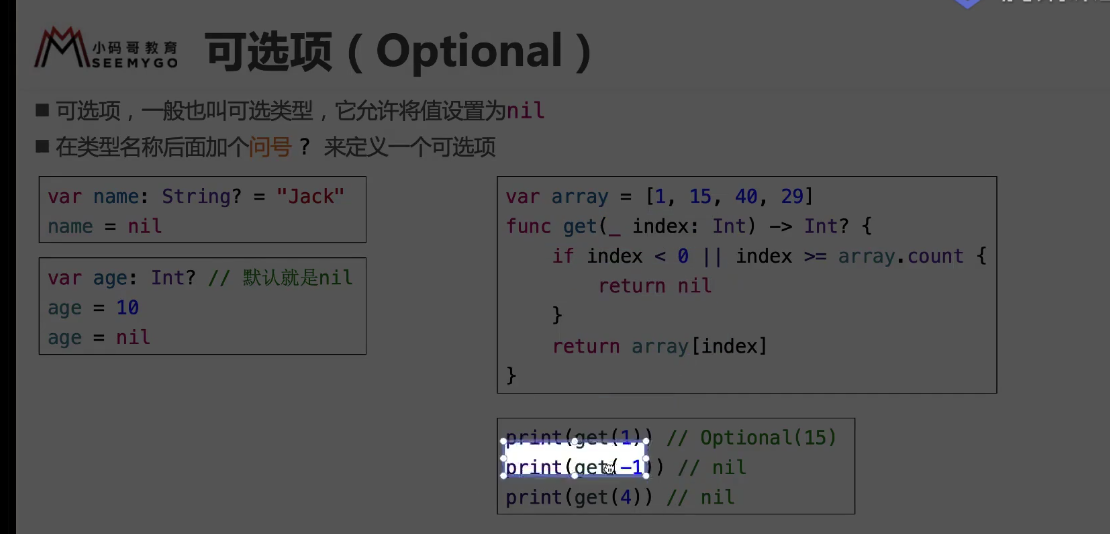 小码哥教育
SEEMYGO
可选项（Optional）
■ 可选项，一般也叫可选类型，它允许将值设置为nil
■ 在类型名称后面加个问号 ? 来定义一个可选项
var name: String? = "Jack"
name = nil
var age: Int? // 默认就是nil
age = 10
age = nil
var array = [1, 15, 40, 29]
func get(_ index: Int) -> Int? {
if index < 0 || index >= array.count {
return nil
}
return array[index]
}
print(get(1)) // Optional(15)
print(get(-1)) // nil
print(get(4)) // nil